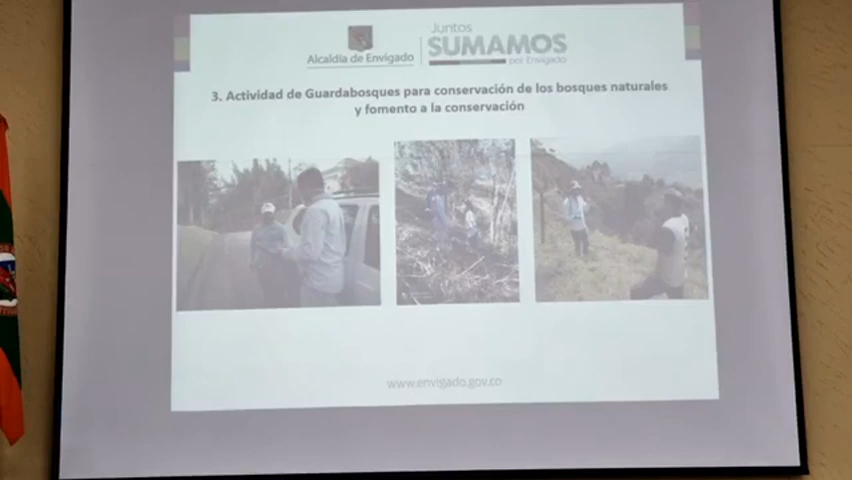 Alcaldía de Envigado
Juntos
SUMAMOS
por Envigado
3. Actividad de Guardabosques para conservación de los bosques naturales
y fomento a la conservación
www.envigado.gov.co